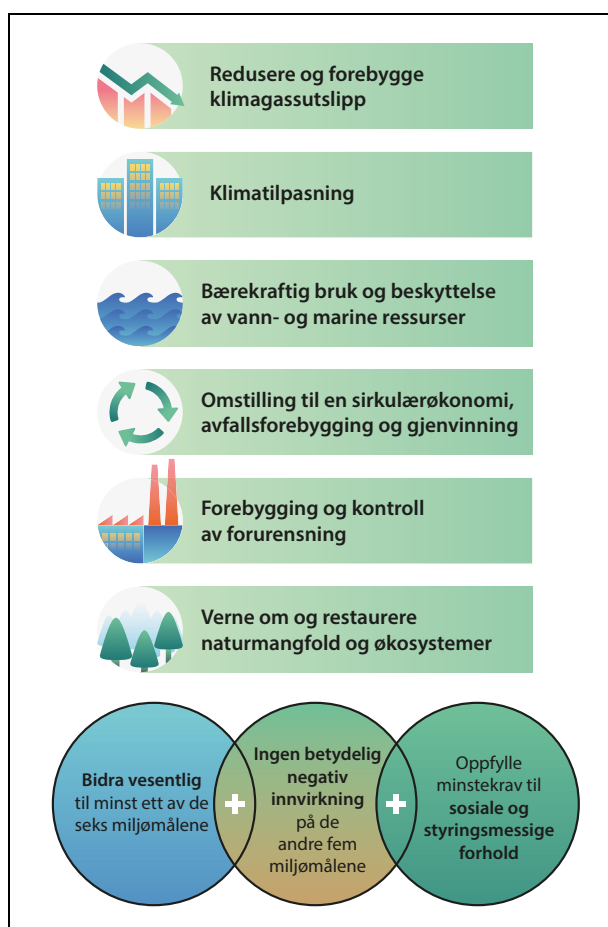 Redusere og forebygge
klimagassutslipp
Klimatilpasning
Bærekraftig bruk og beskyttelse
av vann- og marine ressurser
Omstilling til en sirkulærøkonomi,
avfallsforebygging og gjenvinning
Forebygging og kontroll
av forurensning
Verne om og restaurere
naturmangfold og økosystemer
Bidra vesentlig
til minst ett av de
seks miljømålene
+
Ingen betydelig
negativ
innvirkning
på de
andre fem
miljømålene
+
Oppfylle
minstekrav til
sosiale og
styringsmessige
forhold